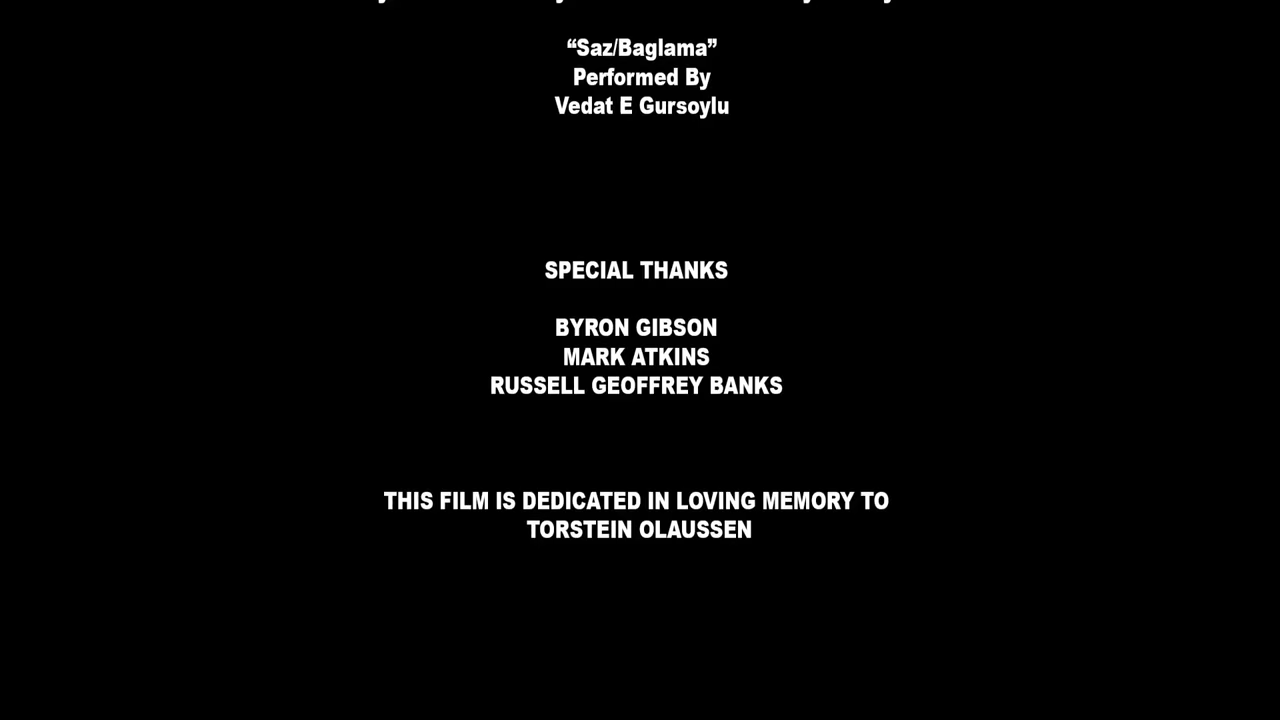 “Saz/Baglama”
Performed By
Vedat E Gursoylu
SPECIAL THANKS
BYRON GIBSON
MARK ATKINS
RUSSELL GEOFFREY BANKS
THIS FILM IS DEDICATED IN LOVING MEMORY TO
TORSTEIN OLAUSSEN